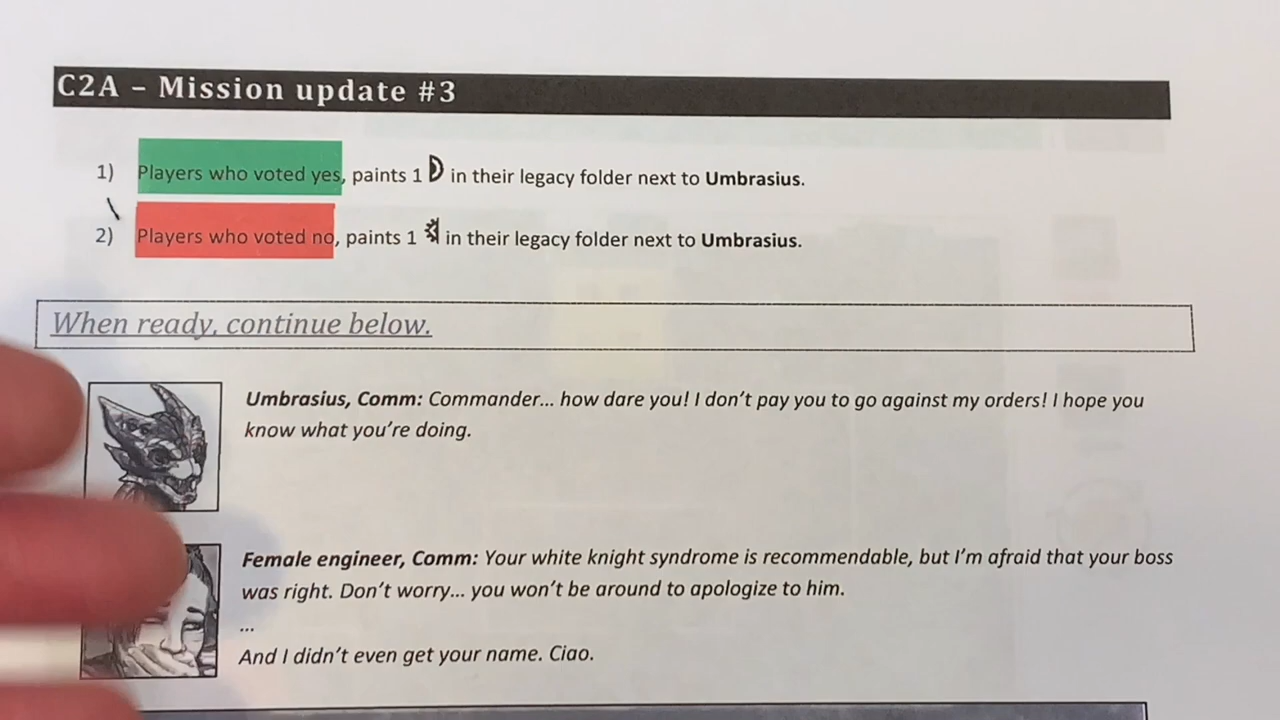 C2A – Mission update #3
1) Players who voted yes, paints 1 in their legacy folder next to Umbrasius.
2) Players who voted no, paints 1 in their legacy folder next to Umbrasius.
When ready, continue below.
Umbrasius, Comm: Commander... how dare you! I don't pay you to go against my orders! I hope you
know what you're doing.
Female engineer, Comm: Your white knight syndrome is recommendable, but I'm afraid that your boss
was right. Don't worry... you won't be around to apologize to him.
...
And I didn't even get your name. Ciao.